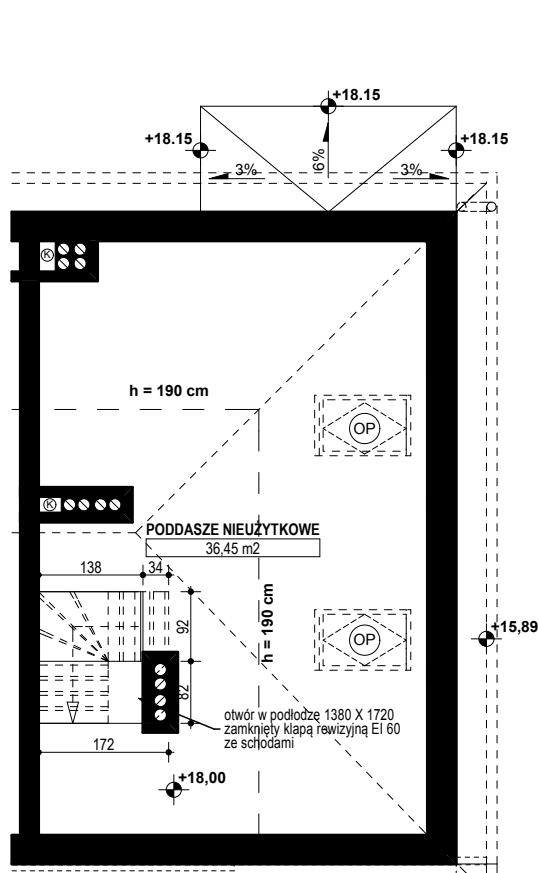 +18.15
+18.15
+18.15
3%
6%
3%
K
h = 190 cm
OP
K
PODDASZE NIEUŻYTKOWE
36,45 m2
138
34
92
h = 190 cm
OP
+15,89
82
otwór w podłodze 1380 X 1720
zamknięty klapą rewizyjną EI 60
ze schodami
172
+18,00